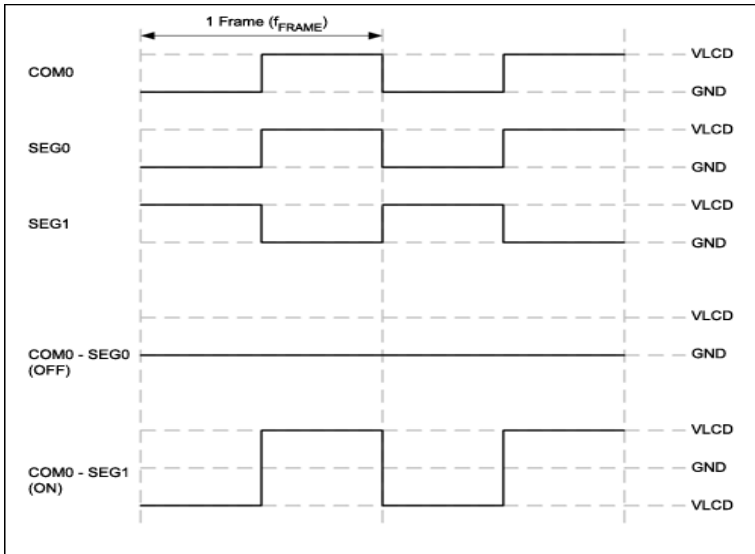 1 Frame (fFRAME)
COM0
VLCD
GND
SEG0
VLCD
GND
SEG1
VLCD
GND
VLCD
COM0 - SEG0
(OFF)
GND
VLCD
COM0 - SEG1
(ON)
GND
VLCD